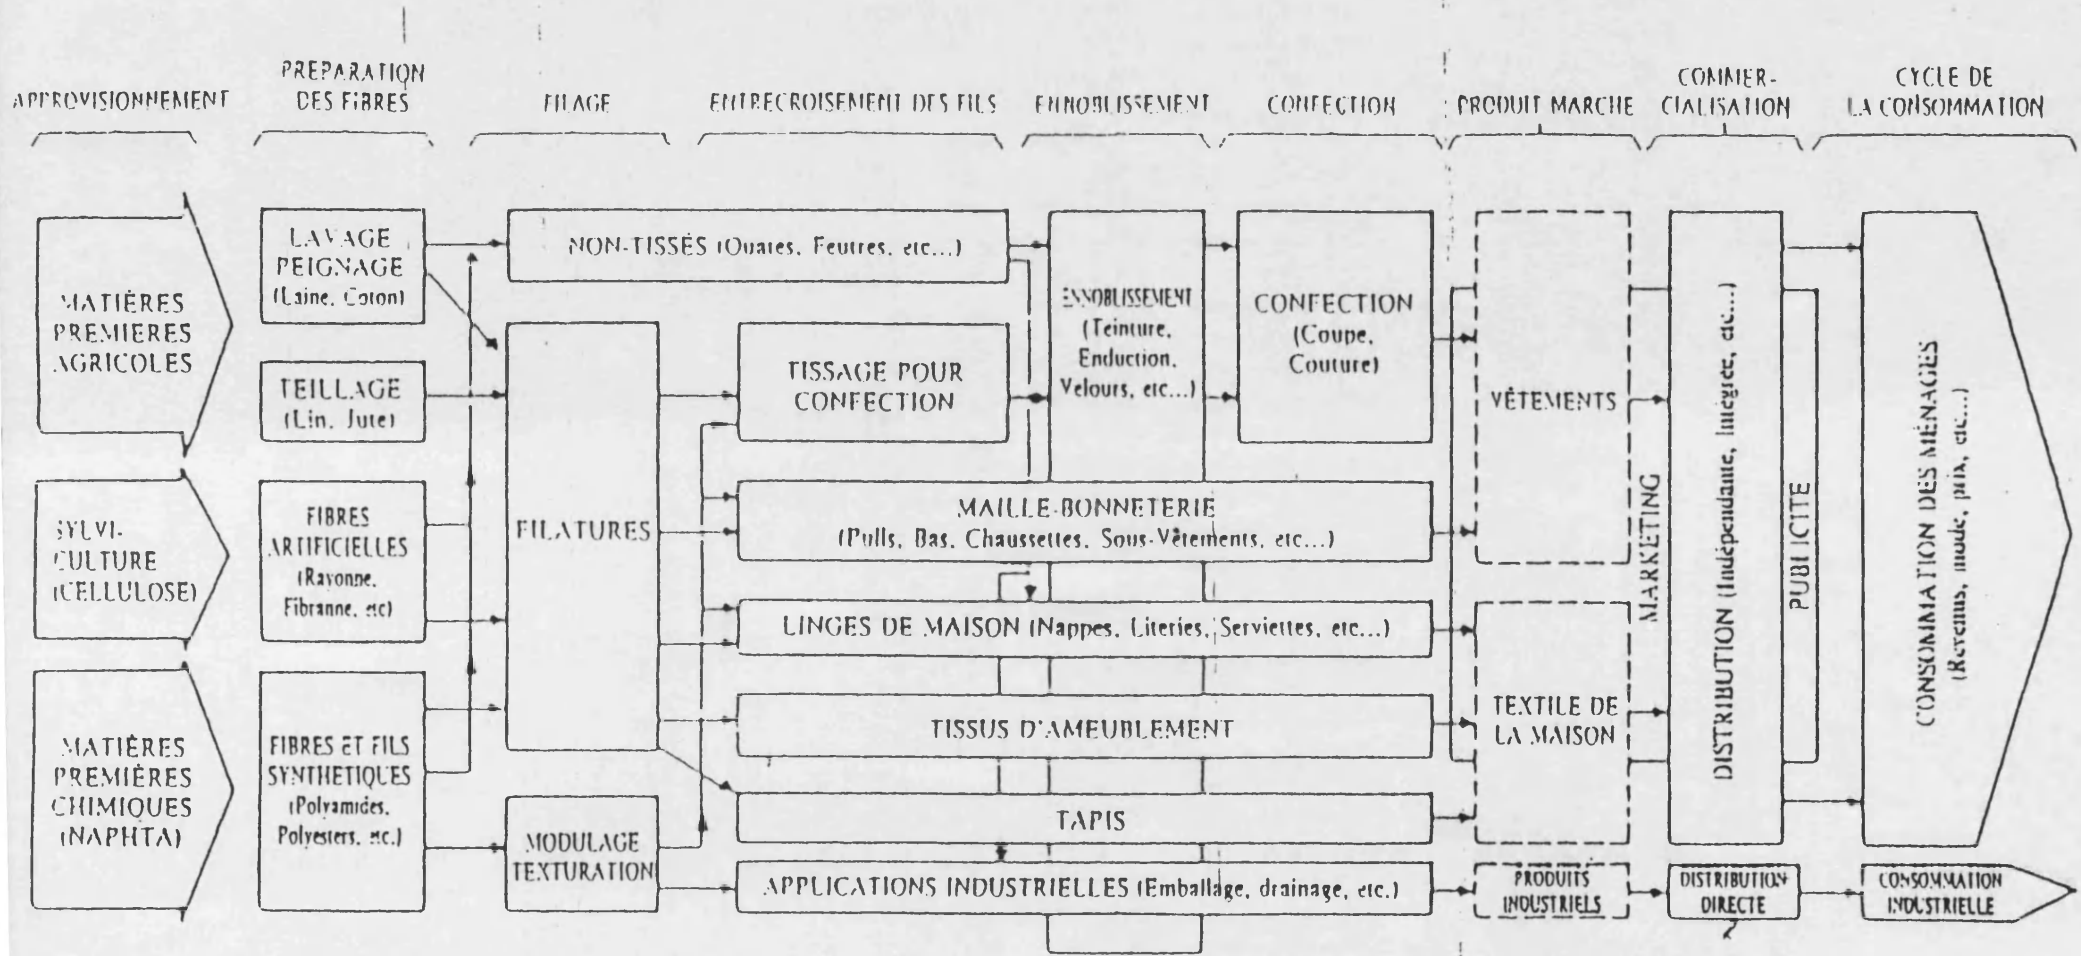 APPROVISIONNEMENT
PREPARATION
DES FIBRES
FILAGE
ENTRECROISEMENT DES FILS
ENNOBLISSEMENT
CONFECTION
PRODUIT MARCHE
COMMER-
CIALISATION
CYCLE DE
LA CONSOMMATION
MATIÈRES
PREMIERES
AGRICOLES
SYLVI-
CULTURE
(CELLULOSE)
MATIÈRES
PREMIÈRES
CHIMIQUES
(NAPHTA)
LAVAGE
PEIGNAGE
(Laine, Coton)
TEILLAGE
(Lin, Jute)
FIBRES
ARTIFICIELLES
(Rayonne,
Fibranne, etc)
FIBRES ET FILS
SYNTHETIQUES
(Polyamides,
Polyesters, etc.)
NON-TISSÉS (Ouates, Feutres, etc...)
FILATURES
MODULAGE
TEXTURATION
TISSAGE POUR
CONFECTION
ENNOBLISSEMENT
(Teinture,
Enduction,
Velours, etc...)
CONFECTION
(Coupe,
Couture)
MAILLE-BONNETERIE
(Pulls, Bas, Chaussettes, Sous-Vêtements, etc...)
LINGES DE MAISON (Nappes, Literies, Serviettes, etc...)
TISSUS D'AMEUBLEMENT
TAPIS
APPLICATIONS INDUSTRIELLES (Emballage, drainage, etc.)
VÊTEMENTS
TEXTILE DE
LA MAISON
PRODUITS
INDUSTRIELS
MARKETING
DISTRIBUTION (Indépendante, Intégrée, etc...)
PUBLICITE
DISTRIBUTION
DIRECTE
CONSOMMATION DES MÉNAGES
(Revenus, mode, prix, etc...)
CONSOMMATION
INDUSTRIELLE